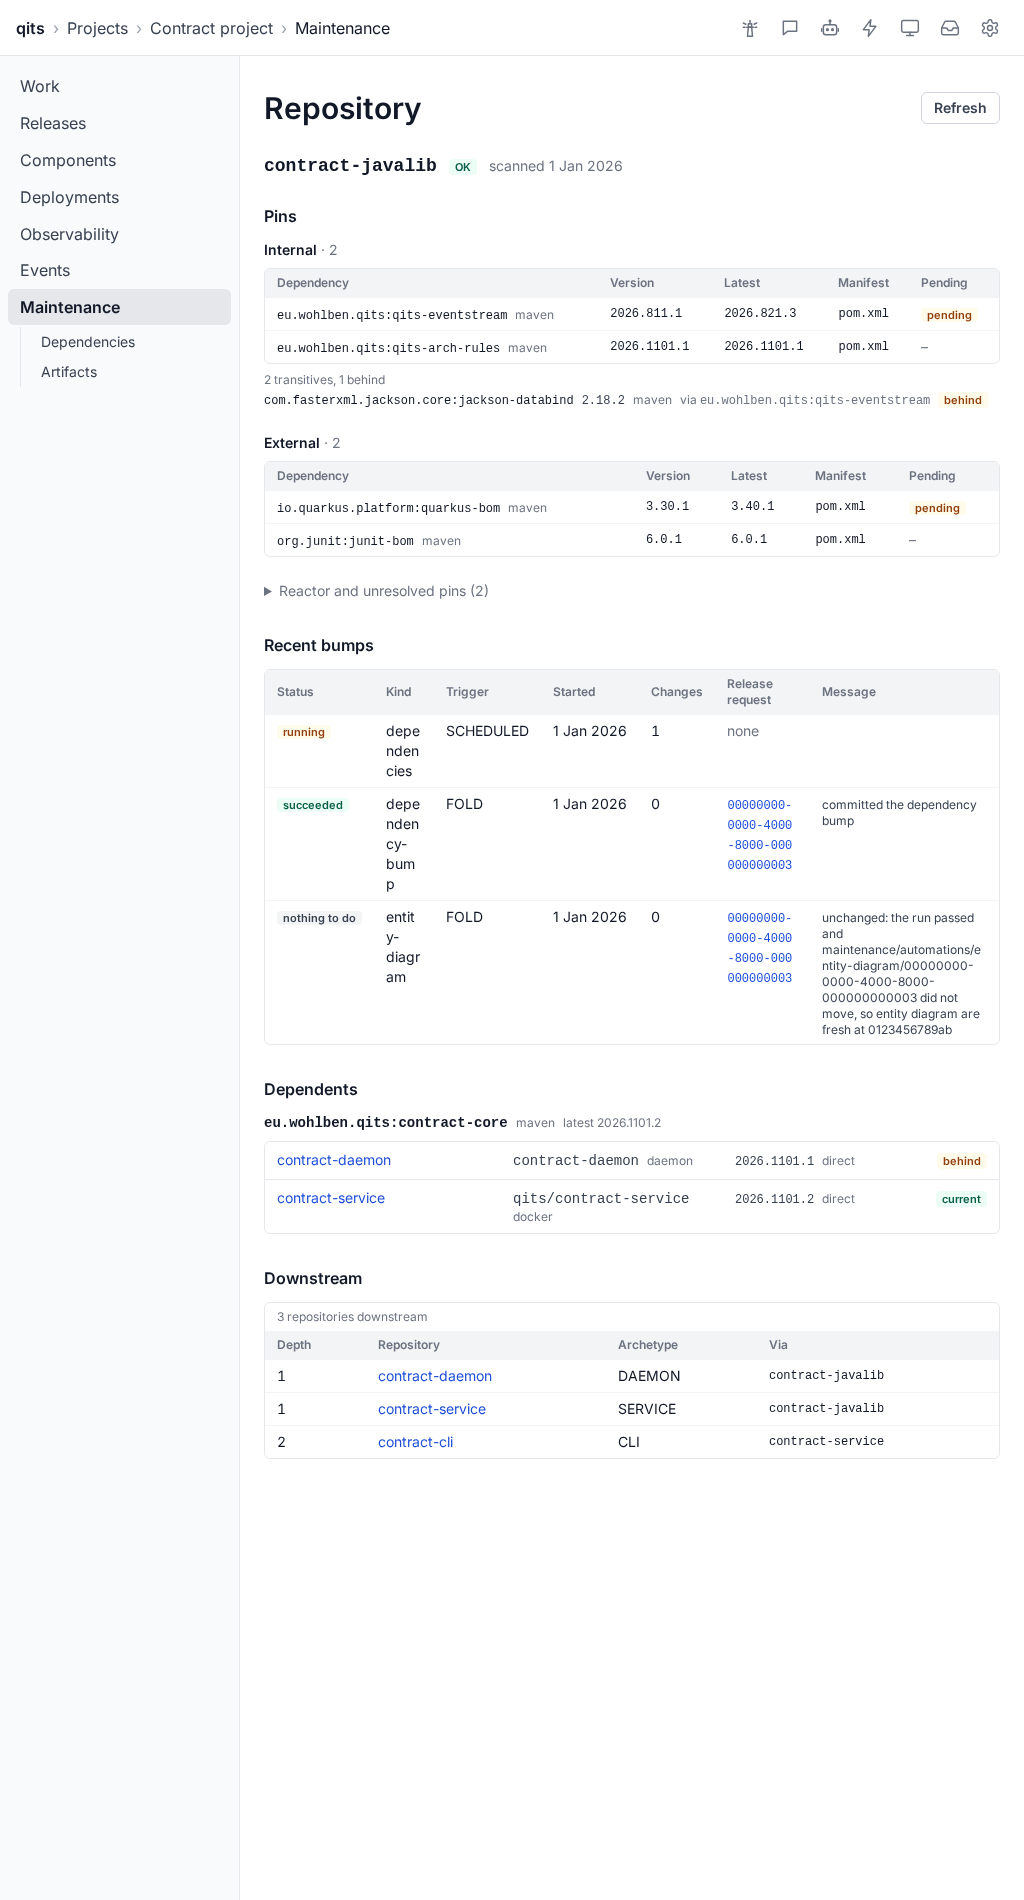 qits › Projects › Contract project › Maintenance
Work
Releases
Components
Deployments
Observability
Events
Maintenance
Dependencies
Artifacts
Repository
Refresh
contract-javalib OK scanned 1 Jan 2026
Pins
Internal · 2
Dependency Version Latest Manifest Pending
eu.wohlben.qits:qits-eventstream maven 2026.811.1 2026.821.3 pom.xml pending
eu.wohlben.qits:qits-arch-rules maven 2026.1101.1 2026.1101.1 pom.xml –
2 transitives, 1 behind
com.fasterxml.jackson.core:jackson-databind 2.18.2 maven via eu.wohlben.qits:qits-eventstream behind
External · 2
Dependency Version Latest Manifest Pending
io.quarkus.platform:quarkus-bom maven 3.30.1 3.40.1 pom.xml pending
org.junit:junit-bom maven 6.0.1 6.0.1 pom.xml –
Reactor and unresolved pins (2)
Recent bumps
Status Kind Trigger Started Changes Release request Message
running SCHEDULED 1 Jan 2026 1 none
depe
nden
cies
succeeded FOLD 1 Jan 2026 0
depe
nden
cy-
bum
p
00000000-
0000-4000
-8000-000
000000003
committed the dependency
bump
nothing to do FOLD 1 Jan 2026 0
entit
y-
diagr
am
00000000-
0000-4000
-8000-000
000000003
unchanged: the run passed
and
maintenance/automations/e
ntity-diagram/00000000-
0000-4000-8000-
000000000003 did not
move, so entity diagram are
fresh at 0123456789ab
Dependents
eu.wohlben.qits:contract-core maven latest 2026.1101.2
contract-daemon contract-daemon daemon 2026.1101.1 direct behind
contract-service qits/contract-service 2026.1101.2 direct current
docker
Downstream
3 repositories downstream
Depth Repository Archetype Via
1 contract-daemon DAEMON contract-javalib
1 contract-service SERVICE contract-javalib
2 contract-cli CLI contract-service